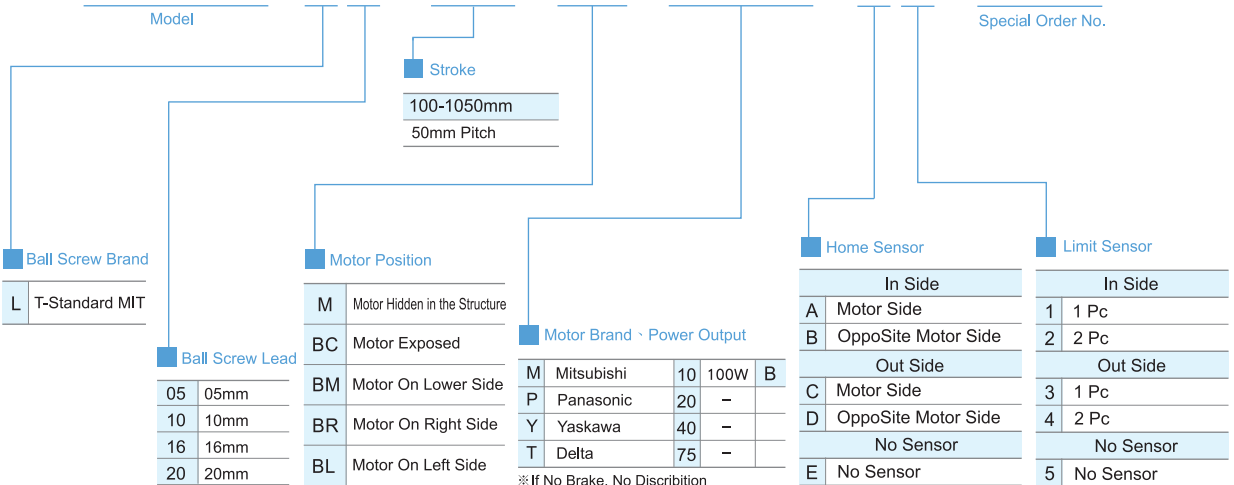 Model
Special Order No.
Stroke
100-1050mm
50mm Pitch
Ball Screw Brand
L T-Standard MIT
Ball Screw Lead
05 05mm
10 10mm
16 16mm
20 20mm
Motor Position
M Motor Hidden in the Structure
BC Motor Exposed
BM Motor On Lower Side
BR Motor On Right Side
BL Motor On Left Side
Motor Brand、Power Output
M Mitsubishi 10 100W B
P Panasonic 20 –
Y Yaskawa 40 –
T Delta 75 –
※If No Brake, No Discribition
Home Sensor
In Side
A Motor Side
B OppoSite Motor Side
Out Side
C Motor Side
D OppoSite Motor Side
No Sensor
E No Sensor
Limit Sensor
In Side
1 1 Pc
2 2 Pc
Out Side
3 1 Pc
4 2 Pc
No Sensor
5 No Sensor